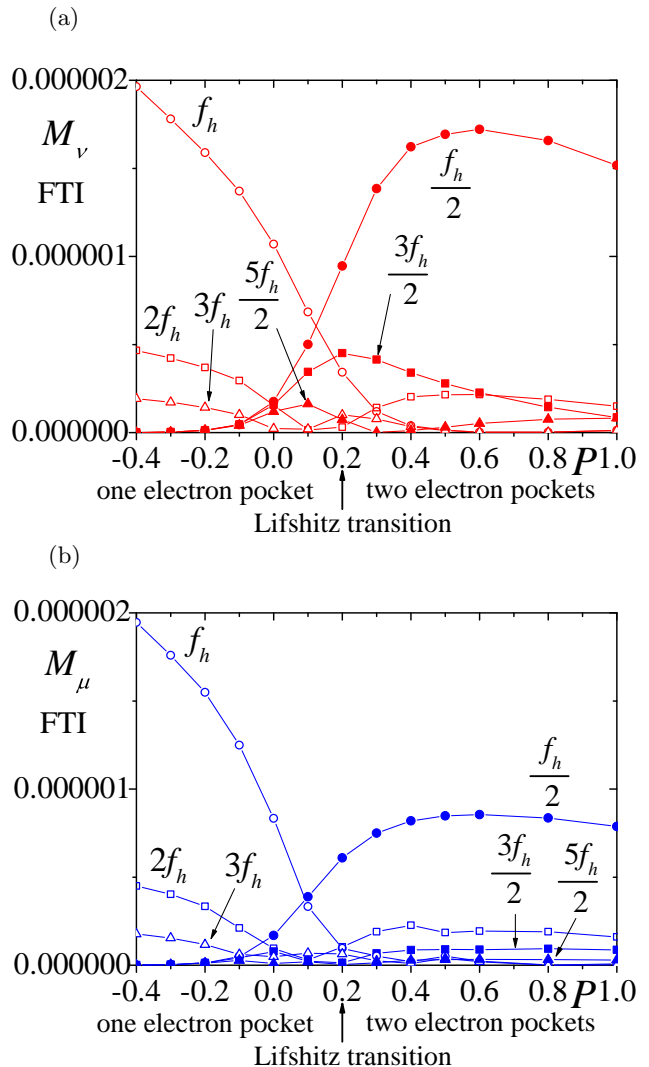 (a)
0.000002
f_h
M_ν
FTI
f_h/2
0.000001
3f_h/2
5f_h/2
3f_h
2f_h
0.000000
-0.4 -0.2 0.0 0.2 0.4 0.6 0.8 P 1.0
one electron pocket two electron pockets
Lifshitz transition
(b)
0.000002
f_h
M_μ
FTI
f_h/2
0.000001
3f_h/2 5f_h/2
2f_h 3f_h
0.000000
-0.4 -0.2 0.0 0.2 0.4 0.6 0.8 P 1.0
one electron pocket two electron pockets
Lifshitz transition